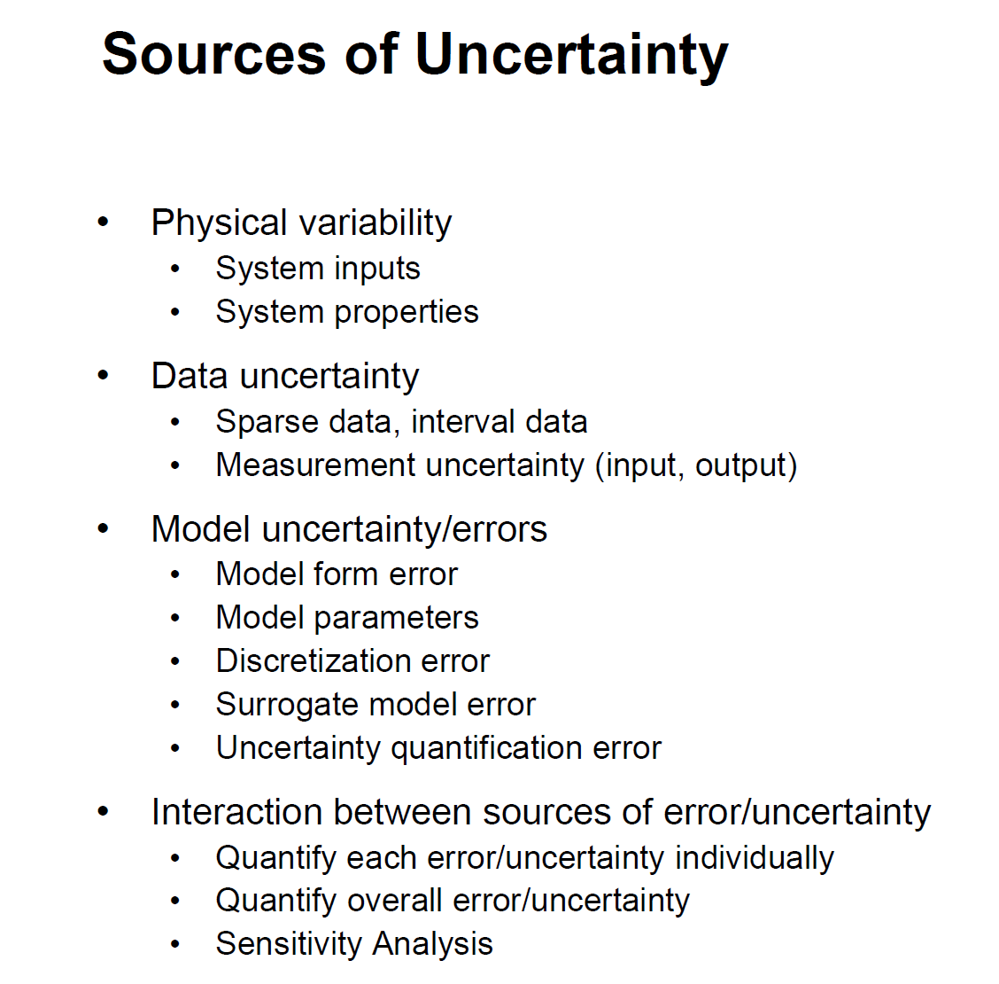 Sources of Uncertainty
• Physical variability
• System inputs
• System properties
• Data uncertainty
• Sparse data, interval data
• Measurement uncertainty (input, output)
• Model uncertainty/errors
• Model form error
• Model parameters
• Discretization error
• Surrogate model error
• Uncertainty quantification error
• Interaction between sources of error/uncertainty
• Quantify each error/uncertainty individually
• Quantify overall error/uncertainty
• Sensitivity Analysis